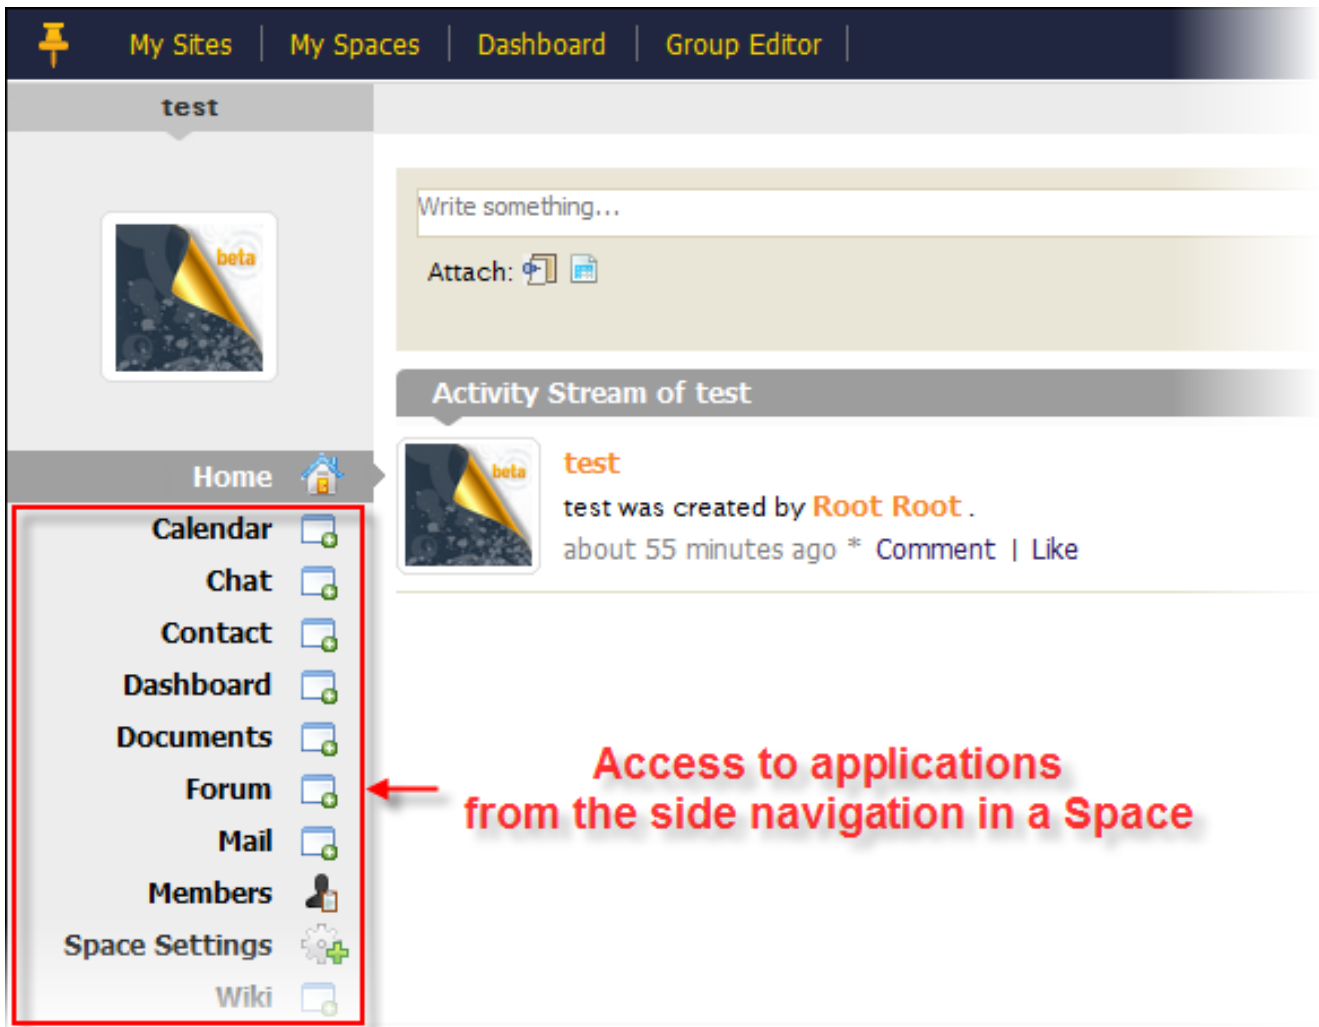 My Sites | My Spaces | Dashboard | Group Editor |
test
beta
Write something...
Attach:
Activity Stream of test
beta
test
test was created by Root Root .
about 55 minutes ago * Comment | Like
Home
Calendar
Chat
Contact
Dashboard
Documents
Forum
Mail
Members
Space Settings
Wiki
Access to applications
from the side navigation in a Space